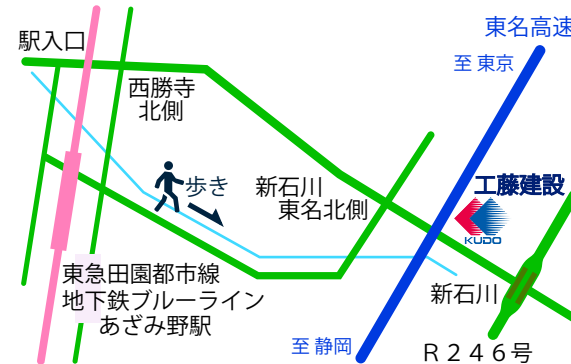 東名高速
駅入口
至 東京
西勝寺
北側
歩き
新石川
東名北側
工藤建設
KUDO
東急田園都市線
地下鉄ブルーライン
あざみ野駅
新石川
至 静岡
R246号